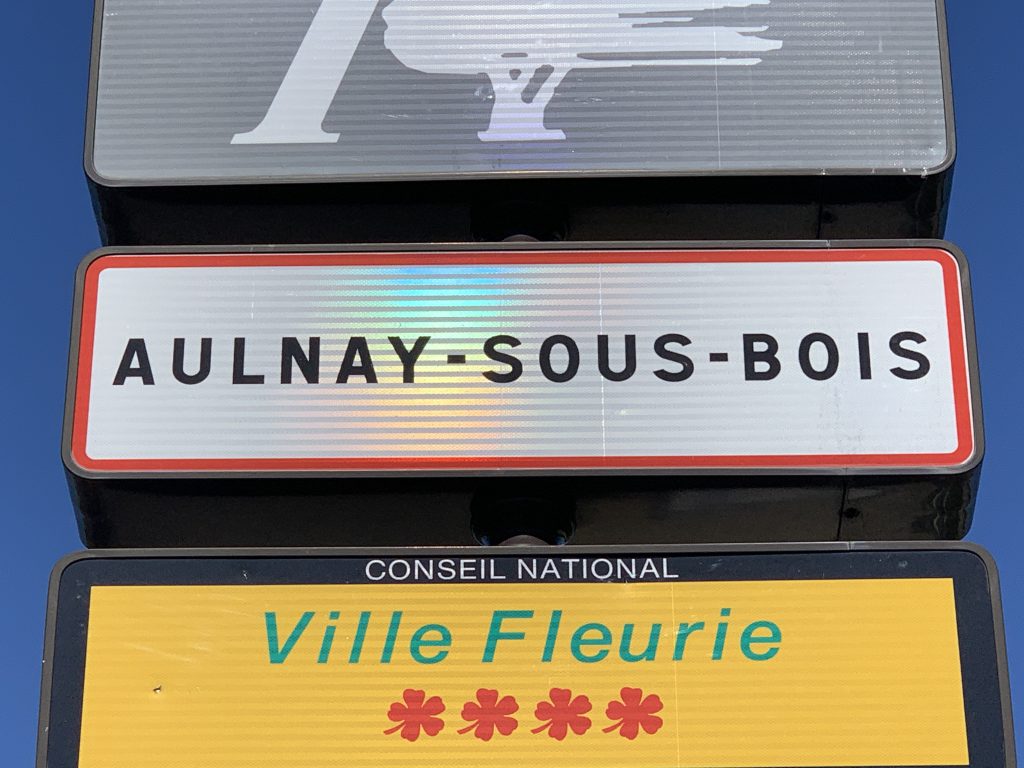 AULNAY-SOUS-BOIS
CONSEIL NATIONAL
Ville Fleurie